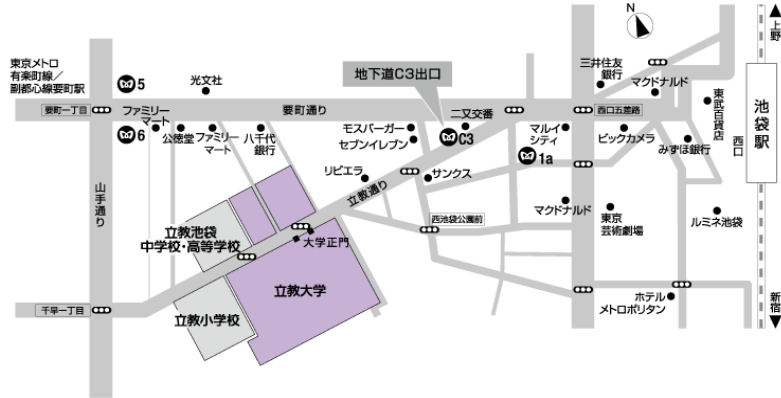 N
上野
東京メトロ
有楽町線／
副都心線要町駅
5
光文社
地下道C3出口
三井住友
銀行
マクドナルド
池袋駅
要町一丁目
ファミリー
マート
要町通り
二又交番
西口五差路
東武百貨店
西口
6
公徳堂
ファミリー
マート
八千代
銀行
モスバーガー
セブンイレブン
C3
マルイ
シティ
1a
ビックカメラ
みずほ銀行
山手通り
リビエラ
立教通り
サンクス
マクドナルド
東京
芸術劇場
ルミネ池袋
西池袋公園前
立教池袋
中学校・高等学校
大学正門
立教大学
立教小学校
千早一丁目
ホテル
メトロポリタン
新宿